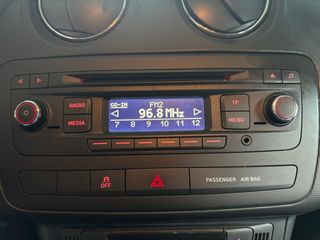 CO-IN FM2
RADIO 96.8 MHz TP
MEDIA 7 8 9 10 11 12 MENU
OFF PASSENGER AIR BAG